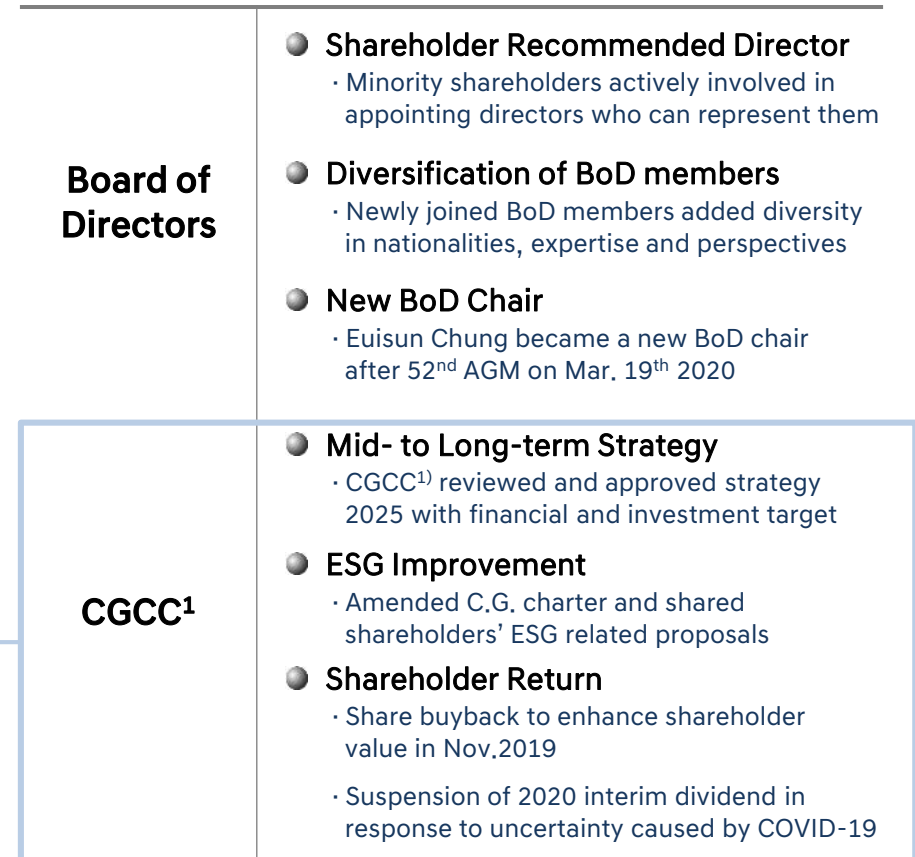 Board of
Directors
Shareholder Recommended Director
· Minority shareholders actively involved in
appointing directors who can represent them
Diversification of BoD members
· Newly joined BoD members added diversity
in nationalities, expertise and perspectives
New BoD Chair
· Euisun Chung became a new BoD chair
after 52nd AGM on Mar. 19th 2020
CGCC1
Mid- to Long-term Strategy
· CGCC1) reviewed and approved strategy
2025 with financial and investment target
ESG Improvement
· Amended C.G. charter and shared
shareholders’ ESG related proposals
Shareholder Return
· Share buyback to enhance shareholder
value in Nov.2019
· Suspension of 2020 interim dividend in
response to uncertainty caused by COVID-19